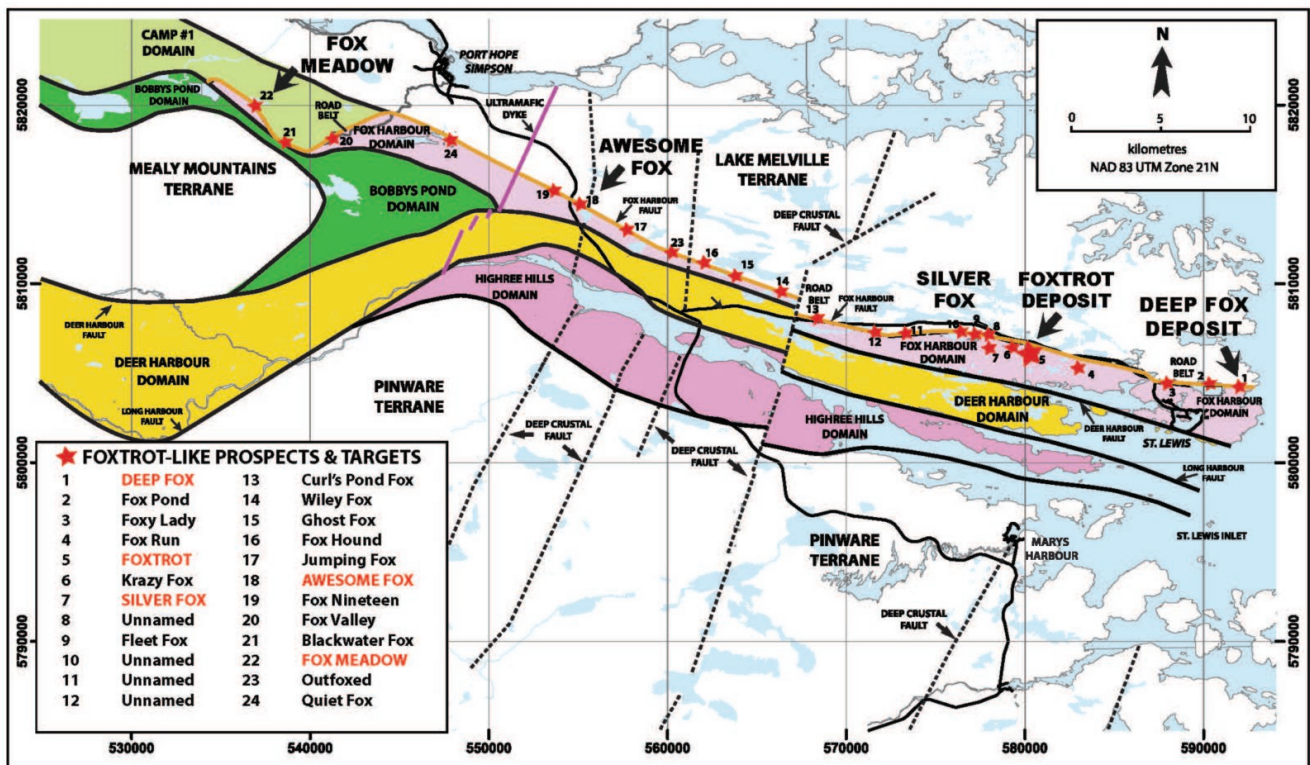 CAMP #1
DOMAIN
FOX
MEADOW
PORT HOPE
SIMPSON
N
BOBBYS POND
DOMAIN
22
ROAD
BELT
ULTRAMAFIC
DYKE
21
20
FOX HARBOUR
DOMAIN
24
AWESOME
FOX
LAKE MELVILLE
TERRANE
0 5 10
kilometres
NAD 83 UTM Zone 21N
MEALY MOUNTAINS
TERRANE
BOBBYS POND
DOMAIN
19
18
17
FOX HARBOUR
FAULT
DEEP CRUSTAL
FAULT
23
16
15
14
HIGHREE HILLS
DOMAIN
ROAD
BELT
13
FOX HARBOUR
FAULT
SILVER
FOX
FOXTROT
DEPOSIT
DEEP FOX
DEPOSIT
12
11
10
9
8
FOX HARBOUR
DOMAIN
7
6
5
4
ROAD
BELT
3
2
1
FOX HARBOUR
DOMAIN
DEER HARBOUR
FAULT
DEER HARBOUR
DOMAIN
PINWARE
TERRANE
LONG HARBOUR
FAULT
HIGHREE HILLS
DOMAIN
DEER HARBOUR
DOMAIN
DEER HARBOUR
FAULT
ST. LEWIS
LONG HARBOUR
FAULT
DEEP CRUSTAL
FAULT
DEEP CRUSTAL
FAULT
ST. LEWIS INLET
PINWARE
TERRANE
MARYS
HARBOUR
DEEP CRUSTAL
FAULT
FOXTROT-LIKE PROSPECTS & TARGETS
1 DEEP FOX 13 Curl's Pond Fox
2 Fox Pond 14 Wiley Fox
3 Foxy Lady 15 Ghost Fox
4 Fox Run 16 Fox Hound
5 FOXTROT 17 Jumping Fox
6 Krazy Fox 18 AWESOME FOX
7 SILVER FOX 19 Fox Nineteen
8 Unnamed 20 Fox Valley
9 Fleet Fox 21 Blackwater Fox
10 Unnamed 22 FOX MEADOW
11 Unnamed 23 Outfoxed
12 Unnamed 24 Quiet Fox
5820000
5810000
5800000
5790000
5820000
5810000
5800000
5790000
530000 540000 550000 560000 570000 580000 590000